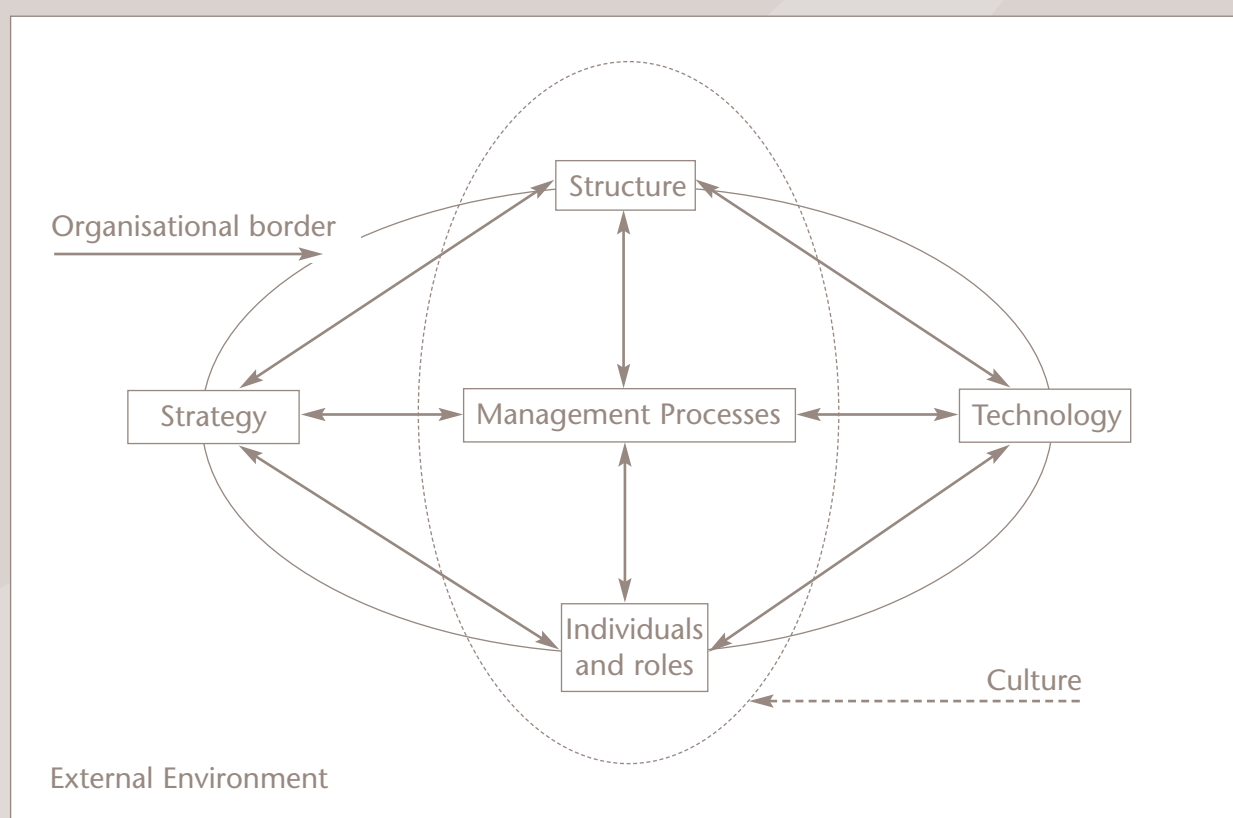 Structure
Organisational border
Strategy
Management Processes
Technology
Individuals
and roles
Culture
External Environment